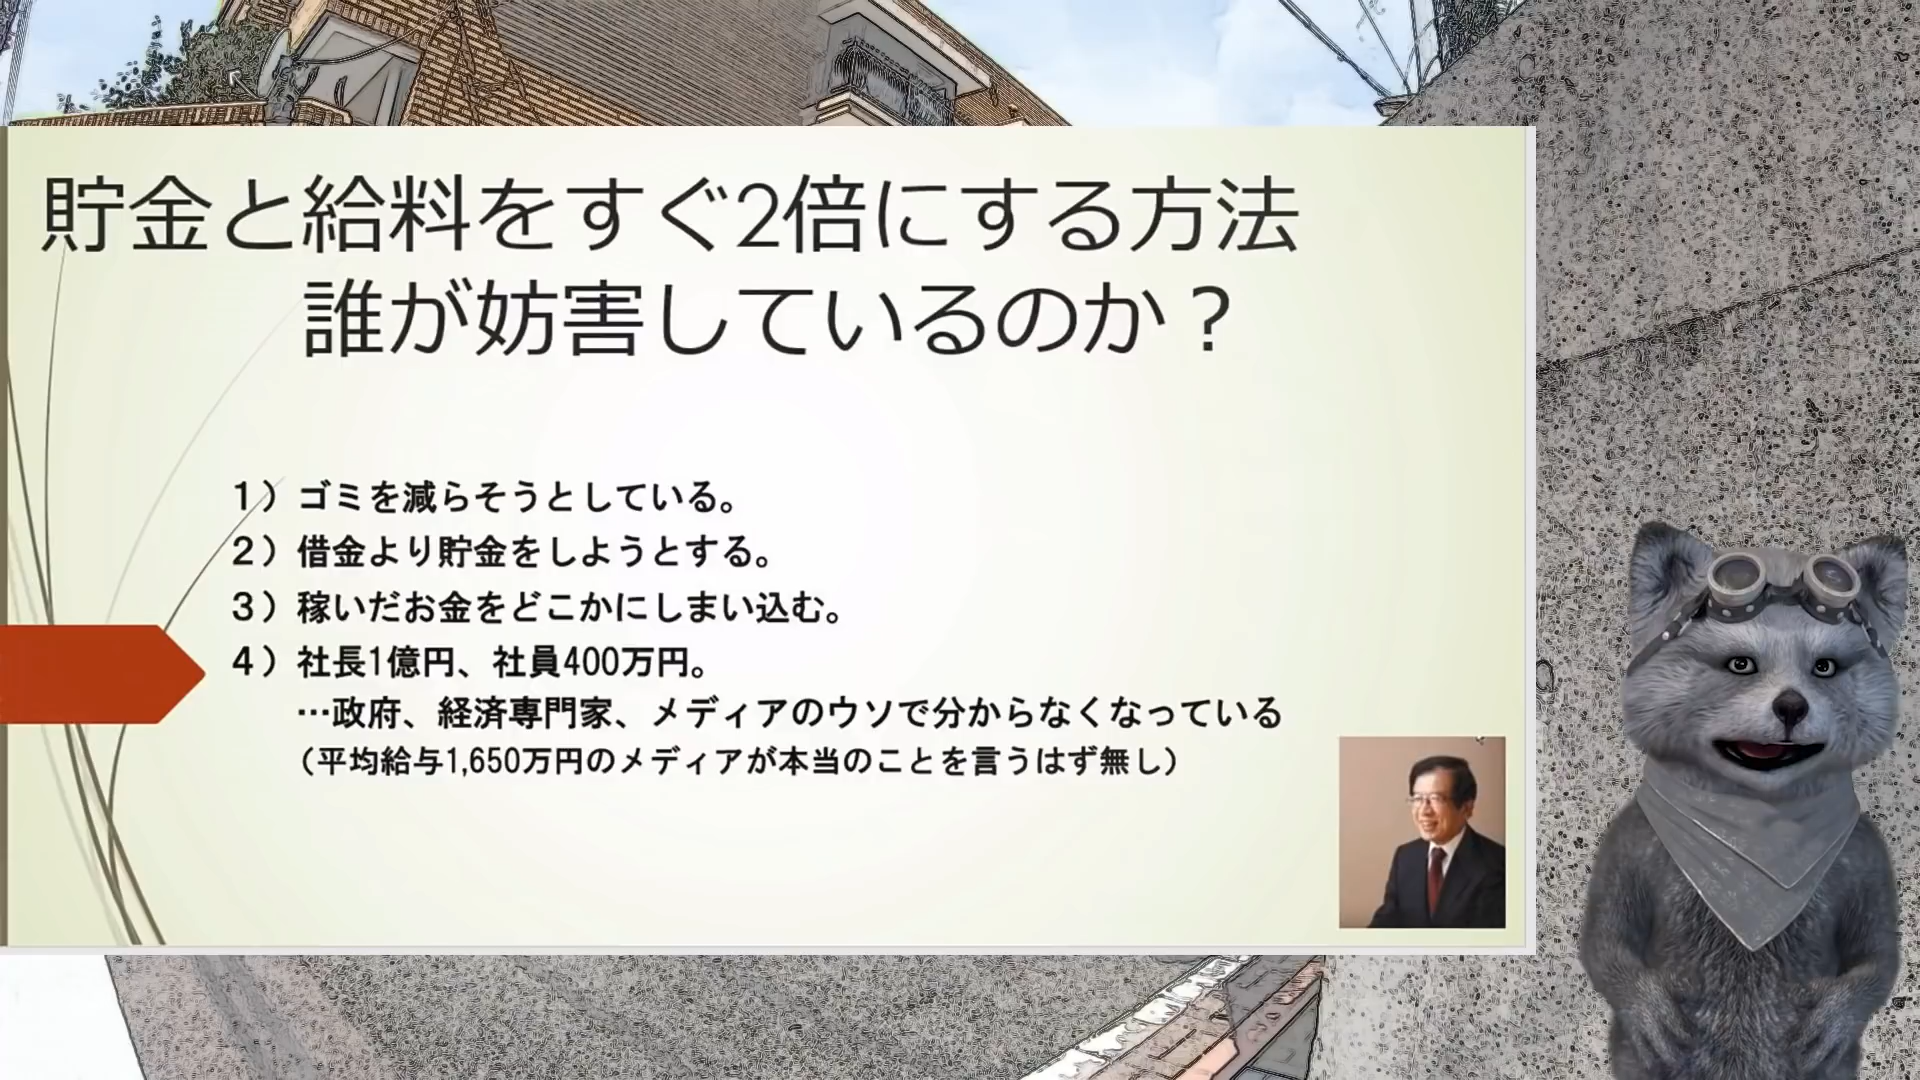 貯金と給料をすぐ2倍にする方法
誰が妨害しているのか？
１）ゴミを減らそうとしている。
２）借金より貯金をしようとする。
３）稼いだお金をどこかにしまい込む。
４）社長1億円、社員400万円。
…政府、経済専門家、メディアのウソで分からなくなっている
（平均給与1,650万円のメディアが本当のことを言うはず無し）